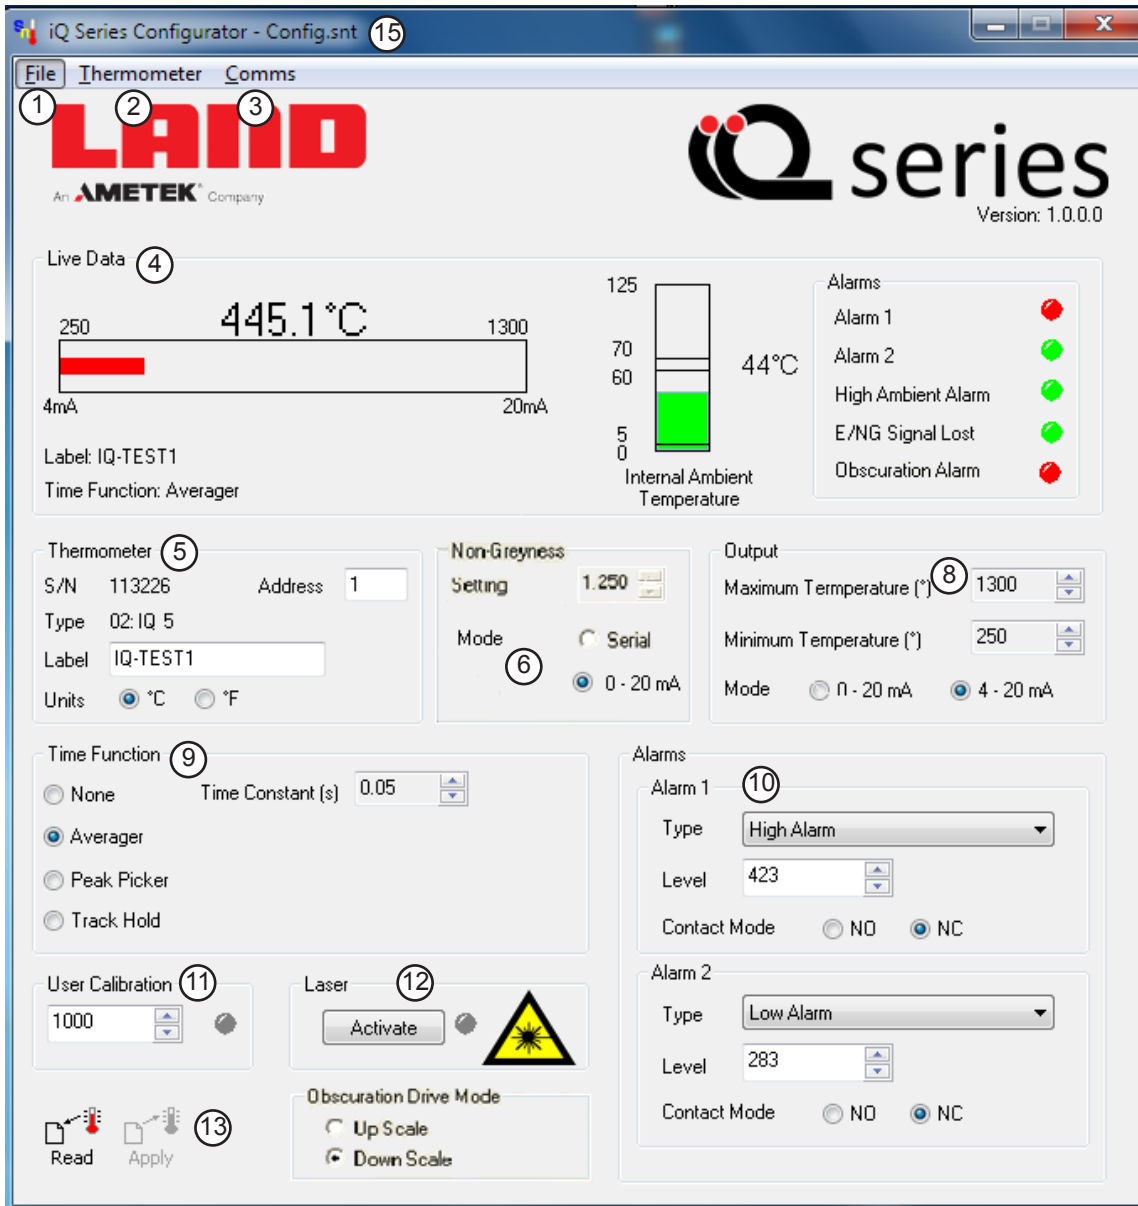 iQ Series Configurator - Config.snt 15
File Thermometer Comms
1 2 3
LAND
An AMETEK® Company
iQ series
Version: 1.0.0.0
Live Data 4
445.1°C
250 1300
4mA 20mA
Label: IQ-TEST1
Time Function: Averager
125
70
60
5
0
44°C
Internal Ambient
Temperature
Alarms
Alarm 1
Alarm 2
High Ambient Alarm
E/NG Signal Lost
Obscuration Alarm
Thermometer 5
S/N 113226 Address 1
Type 02: IQ 5
Label IQ-TEST1
Units °C °F
Non-Greyness
Setting 1.250
Mode Serial
6
0 - 20 mA
Output
Maximum Termperature (°) 8 1300
Minimum Temperature (°) 250
Mode 0 - 20 mA 4 - 20 mA
Time Function 9
None Time Constant (s) 0.05
Averager
Peak Picker
Track Hold
Alarms
Alarm 1 10
Type High Alarm
Level 423
Contact Mode NO NC
Alarm 2
Type Low Alarm
Level 283
Contact Mode NO NC
User Calibration 11
1000
Laser 12
Activate
Obscuration Drive Mode
Up Scale
Down Scale
13
Read Apply